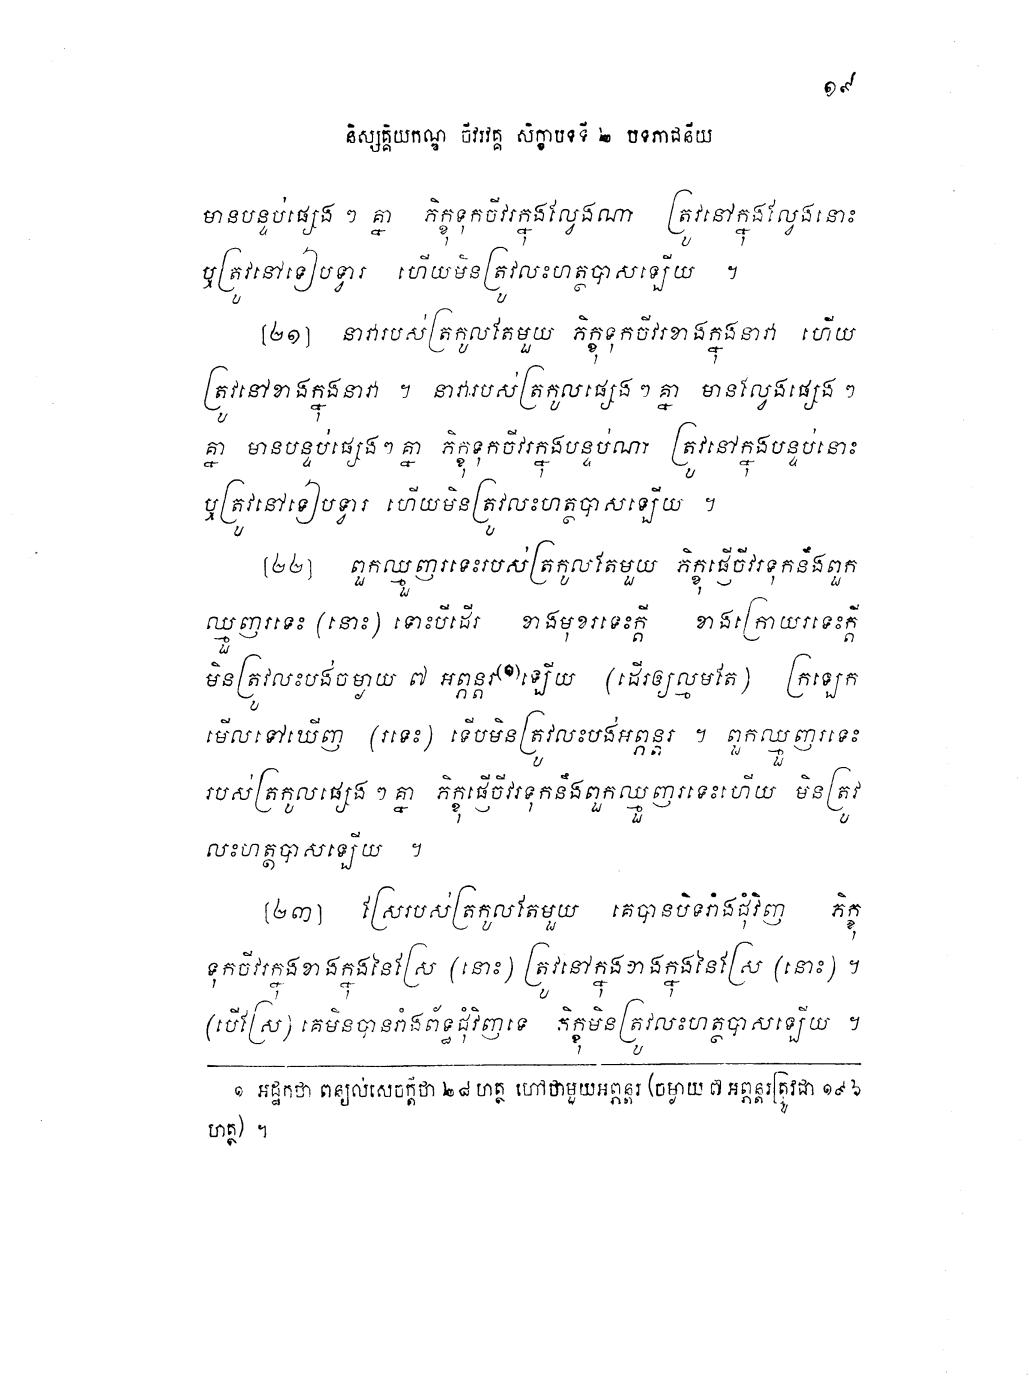 ១៩
និស្សគ្គិយកណ្ឌ ចីវរវគ្គ សិក្ខាបទទី ២ បទភាជនីយ
មានបន្ទប់ផ្សេង ៗ គ្នា ភិក្ខុទុកចីវរក្នុងល្វែងណា ត្រូវនៅក្នុងល្វែងនោះ
ឬត្រូវនៅទៀបទ្វារ ហើយមិនត្រូវលះហត្ថបាសឡើយ ។
[២១] នាវារបស់ត្រកូលតែមួយ ភិក្ខុទុកចីវរខាងក្នុងនាវា ហើយ
ត្រូវនៅខាងក្នុងនាវា ។ នាវារបស់ត្រកូលផ្សេង ៗ គ្នា មានល្វែងផ្សេង ៗ
គ្នា មានបន្ទប់ផ្សេង ៗ គ្នា ភិក្ខុទុកចីវរក្នុងបន្ទប់ណា ត្រូវនៅក្នុងបន្ទប់នោះ
ឬត្រូវនៅទៀបទ្វារ ហើយមិនត្រូវលះហត្ថបាសឡើយ ។
[២២] ពួកឈ្មួញរទេះរបស់ត្រកូលតែមួយ ភិក្ខុផ្ញើចីវរទុកនឹងពួក
ឈ្មួញរទេះ (នោះ) ទោះបីដើរ ខាងមុខរទេះក្តី ខាងក្រោយរទេះក្តី
មិនត្រូវលះបង់ចម្ងាយ ៧ អព្ភន្តរ(១)ឡើយ (ដើរឲ្យល្មមតែ) ក្រឡេក
មើលទៅឃើញ (រទេះ) ទើបមិនត្រូវលះបង់អព្ភន្តរ ។ ពួកឈ្មួញរទេះ
របស់ត្រកូលផ្សេង ៗ គ្នា ភិក្ខុផ្ញើចីវរទុកនឹងពួកឈ្មួញរទេះហើយ មិនត្រូវ
លះហត្ថបាសឡើយ ។
[២៣] ស្រែរបស់ត្រកូលតែមួយ គេបានបិទរាំងជុំវិញ ភិក្ខុ
ទុកចីវរក្នុងខាងក្នុងនៃស្រែ (នោះ) ត្រូវនៅក្នុងខាងក្នុងនៃស្រែ (នោះ) ។
(បើស្រែ) គេមិនបានរាំងព័ទ្ធជុំវិញទេ ភិក្ខុមិនត្រូវលះហត្ថបាសឡើយ ។
១ អដ្ឋកថា ពន្យល់សេចក្តីថា ២៨ ហត្ថ ហៅថាមួយអព្ភន្តរ (ចម្ងាយ ៧ អព្ភន្តរត្រូវជា ១៩៦
ហត្ថ) ។